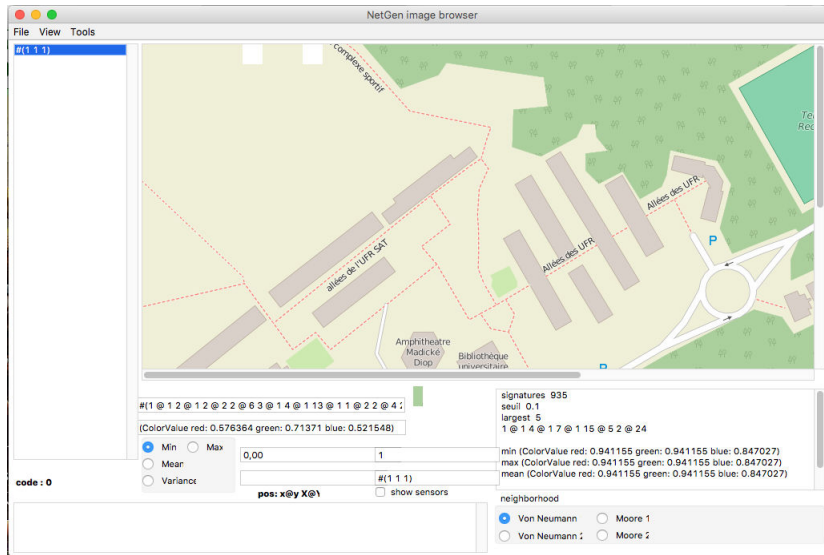 NetGen image browser
File View Tools
#(1 1 1)
complexe sportif
Allées des UFR
P
allées de l'UFR SAT
Allées des UFR
Amphitheatre
Madické
Diop
Bibliothèque
universitaire
#(1 @ 1 2 @ 1 2 @ 2 2 @ 6 3 @ 1 4 @ 1 13 @ 1 1 @ 2 2 @ 4
(ColorValue red: 0.576364 green: 0.71371 blue: 0.521548)
signatures 935
seuil 0.1
largest 5
1 @ 1 4 @ 1 7 @ 1 15 @ 5 2 @ 24
min (ColorValue red: 0.941155 green: 0.941155 blue: 0.847027)
max (ColorValue red: 0.941155 green: 0.941155 blue: 0.847027)
mean (ColorValue red: 0.941155 green: 0.941155 blue: 0.847027)
Min Max
Mean
Variance
0,00 1
#(1 1 1)
code : 0
pos: x@y X@
show sensors
neighborhood
Von Neumann Moore 1
Von Neumann 2 Moore 2